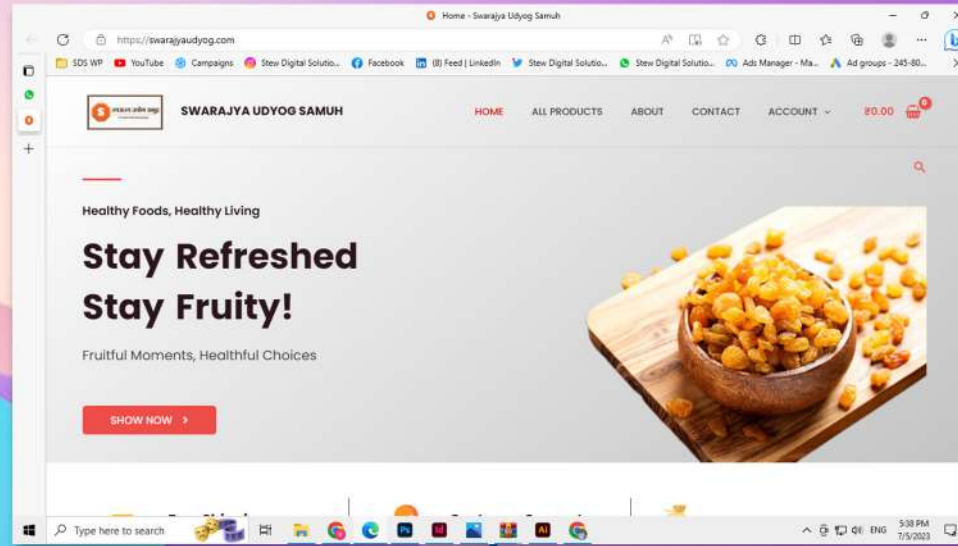 Home - Swarajya Udyog Samuh
https://swarajyaudyog.com
SDS WP YouTube Campaigns Stew Digital Solutio... Facebook (8) Feed | LinkedIn Stew Digital Solutio... Stew Digital Solutio... Ads Manager - Ma... Ad groups - 245-80...
SWARAJYA UDYOG SAMUH HOME ALL PRODUCTS ABOUT CONTACT ACCOUNT ₹0.00 0
Healthy Foods, Healthy Living
Stay Refreshed
Stay Fruity!
Fruitful Moments, Healthful Choices
SHOW NOW >
Type here to search Ps Id Ai ENG 5:38 PM
7/5/2023